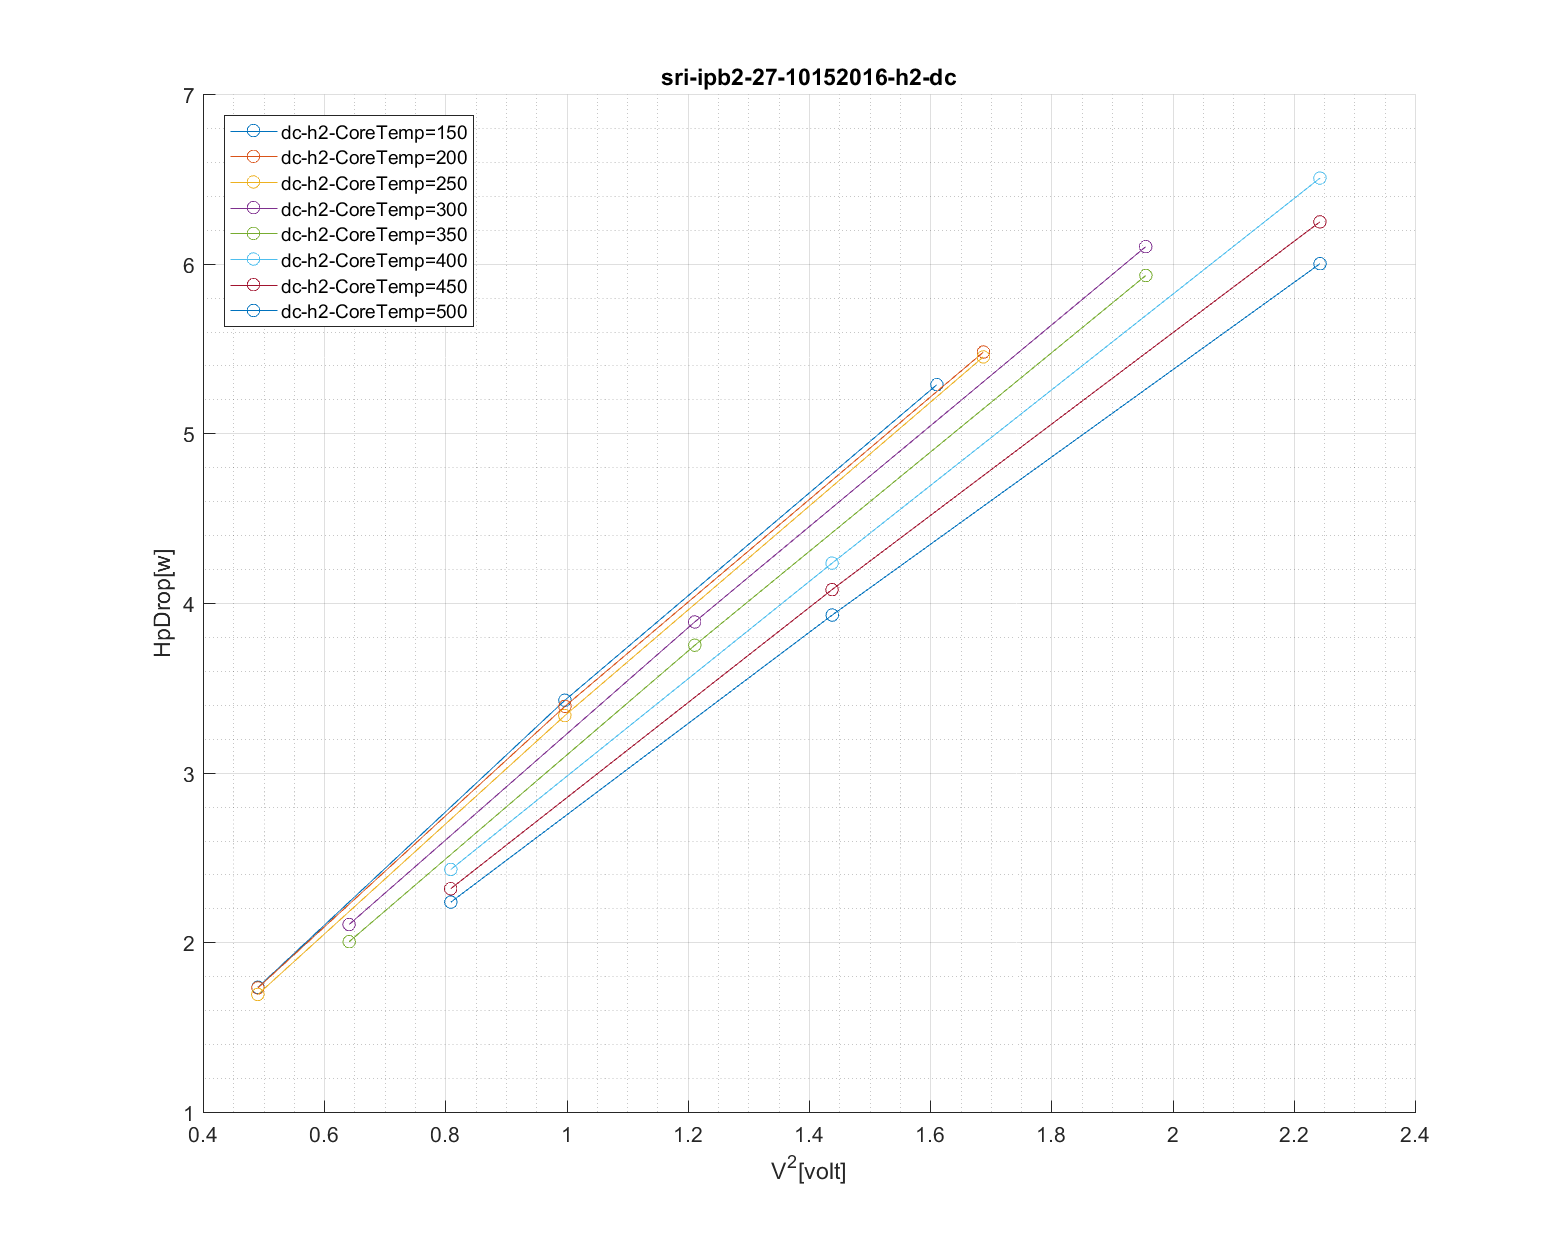 sri-ipb2-27-10152016-h2-dc
7
dc-h2-CoreTemp=150
dc-h2-CoreTemp=200
dc-h2-CoreTemp=250
dc-h2-CoreTemp=300
dc-h2-CoreTemp=350
dc-h2-CoreTemp=400
dc-h2-CoreTemp=450
dc-h2-CoreTemp=500
6
5
4
HpDrop[w]
3
2
1
0.4 0.6 0.8 1 1.2 1.4 1.6 1.8 2 2.2 2.4
V²[volt]